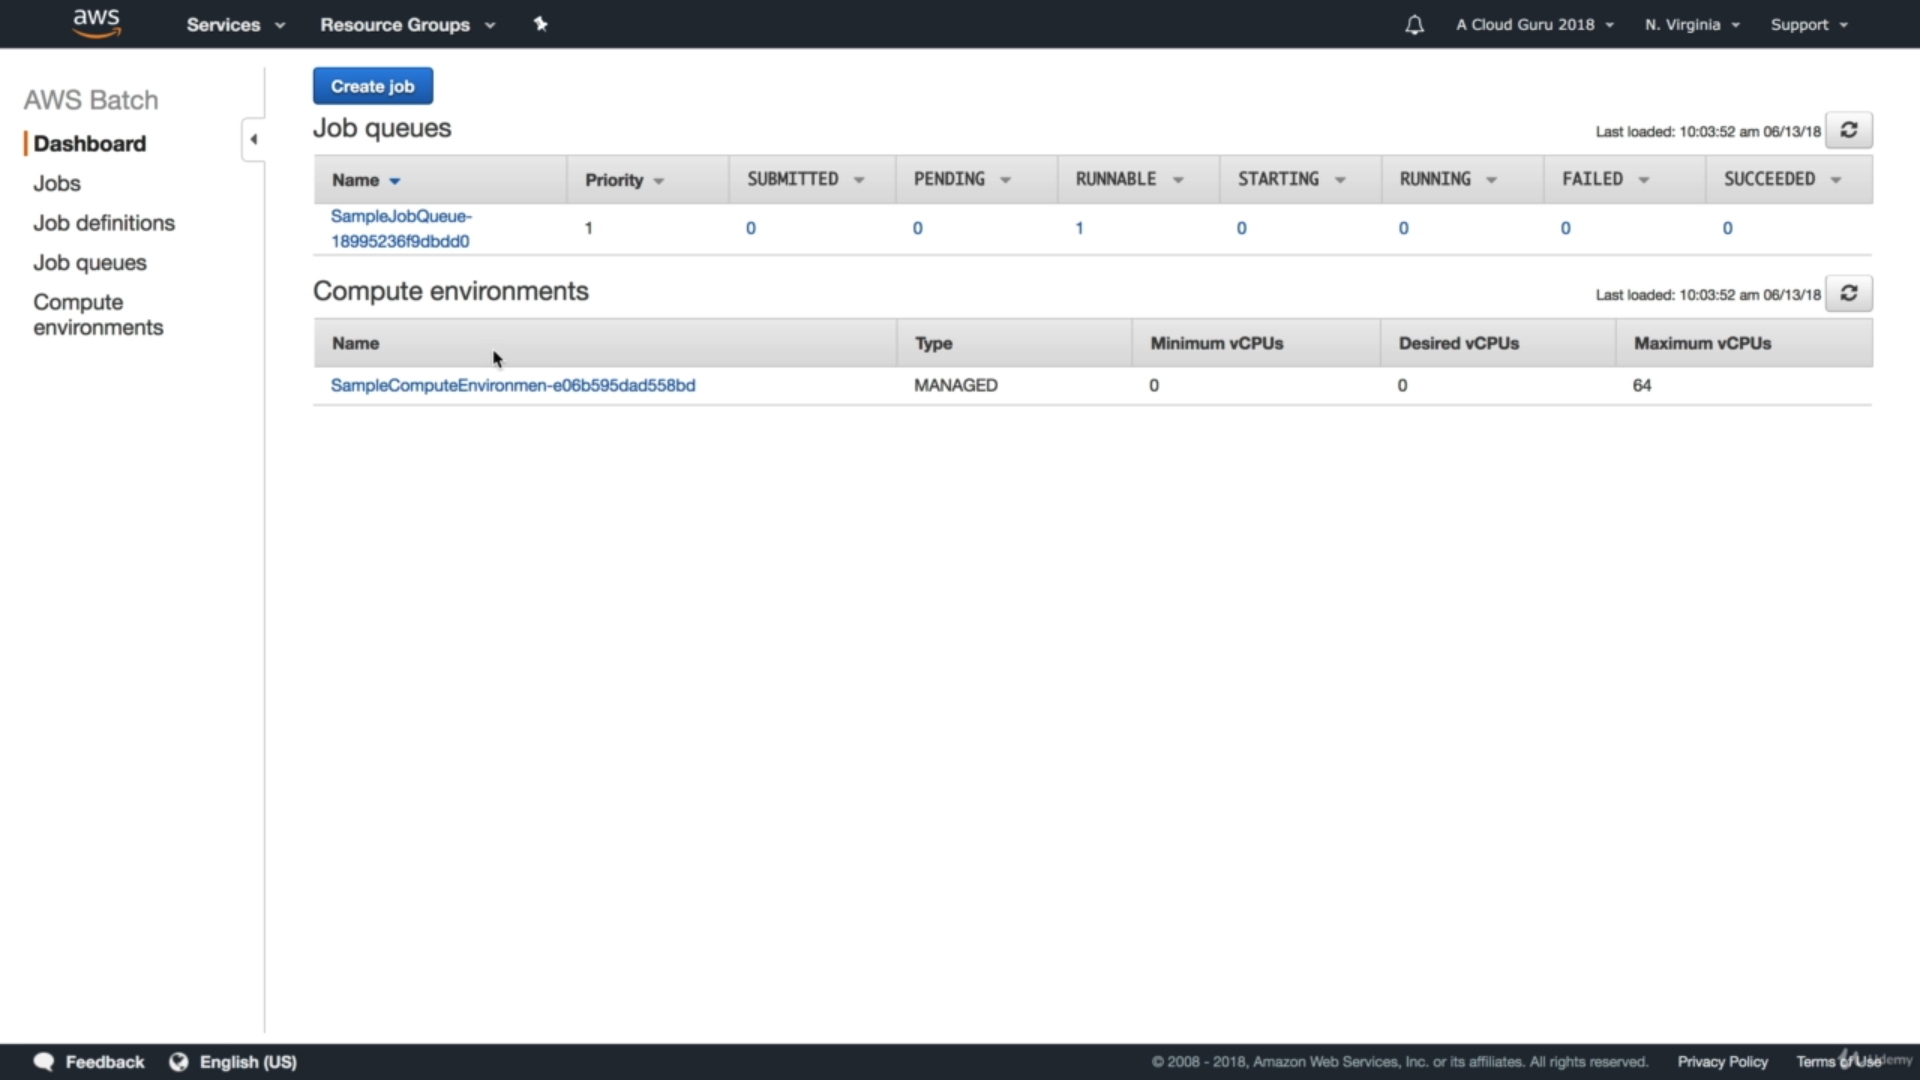 aws Services Resource Groups A Cloud Guru 2018 N. Virginia Support
AWS Batch
Dashboard
Jobs
Job definitions
Job queues
Compute
environments
Create job
Job queues
Last loaded: 10:03:52 am 06/13/18
Name Priority SUBMITTED PENDING RUNNABLE STARTING RUNNING FAILED SUCCEEDED
SampleJobQueue-
18995236f9dbdd0 1 0 0 1 0 0 0 0
Compute environments
Last loaded: 10:03:52 am 06/13/18
Name Type Minimum vCPUs Desired vCPUs Maximum vCPUs
SampleComputeEnvironmen-e06b595dad558bd MANAGED 0 0 64
Feedback English (US) © 2008 - 2018, Amazon Web Services, Inc. or its affiliates. All rights reserved. Privacy Policy Terms of Use